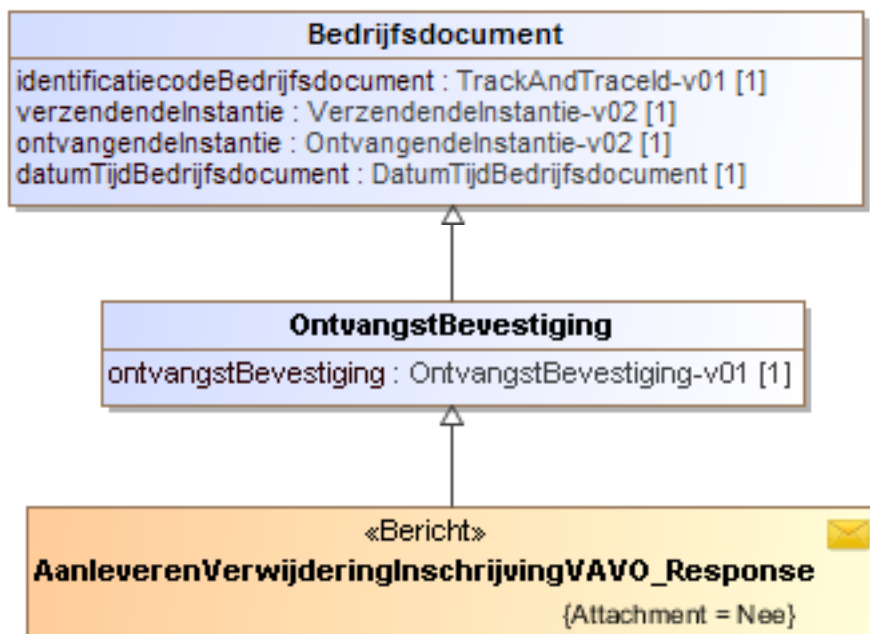 Bedrijfsdocument
identificatiecodeBedrijfsdocument : TrackAndTraceId-v01 [1]
verzendendeInstantie : VerzendendeInstantie-v02 [1]
ontvangendeInstantie : OntvangendeInstantie-v02 [1]
datumTijdBedrijfsdocument : DatumTijdBedrijfsdocument [1]
OntvangstBevestiging
ontvangstBevestiging : OntvangstBevestiging-v01 [1]
«Bericht»
AanleverenVerwijderingInschrijvingVAVO_Response
{Attachment = Nee}